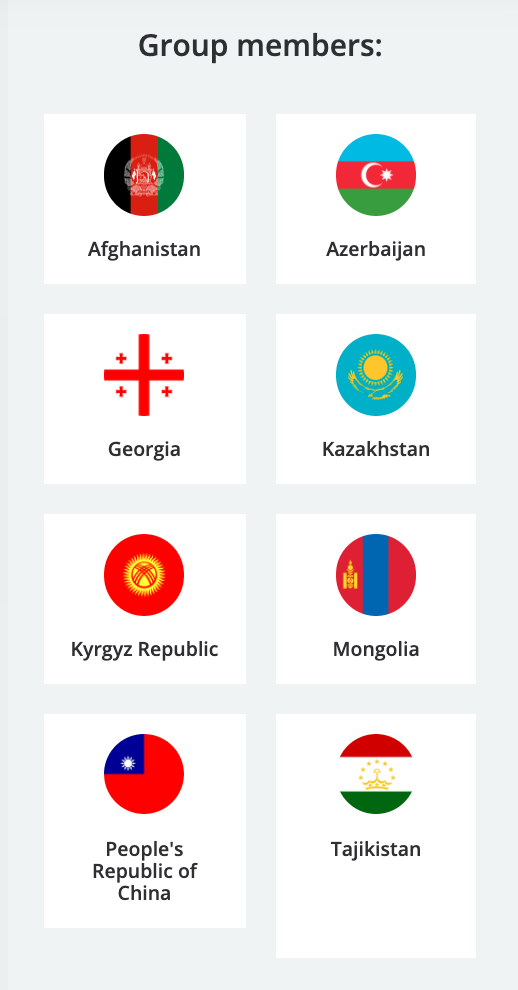 Group members:
Afghanistan
Azerbaijan
Georgia
Kazakhstan
Kyrgyz Republic
Mongolia
People's
Republic of
China
Tajikistan